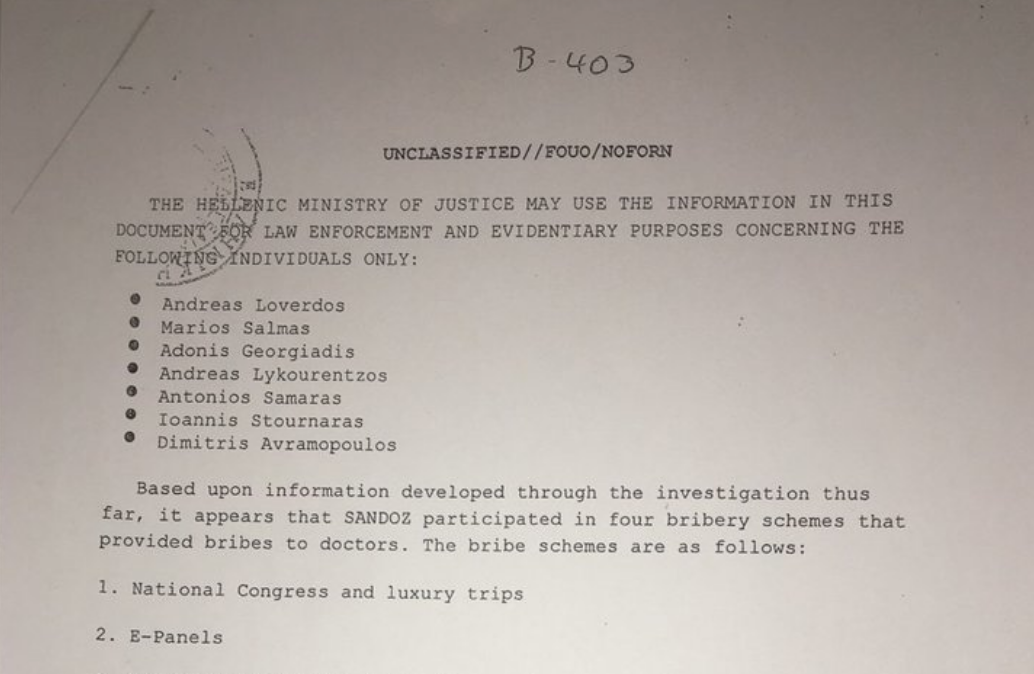 B-403
UNCLASSIFIED//FOUO/NOFORN
THE HELLENIC MINISTRY OF JUSTICE MAY USE THE INFORMATION IN THIS
DOCUMENT FOR LAW ENFORCEMENT AND EVIDENTIARY PURPOSES CONCERNING THE
FOLLOWING INDIVIDUALS ONLY:
• Andreas Loverdos
• Marios Salmas
• Adonis Georgiadis
• Andreas Lykourentzos
• Antonios Samaras
• Ioannis Stournaras
• Dimitris Avramopoulos
Based upon information developed through the investigation thus
far, it appears that SANDOZ participated in four bribery schemes that
provided bribes to doctors. The bribe schemes are as follows:
1. National Congress and luxury trips
2. E-Panels